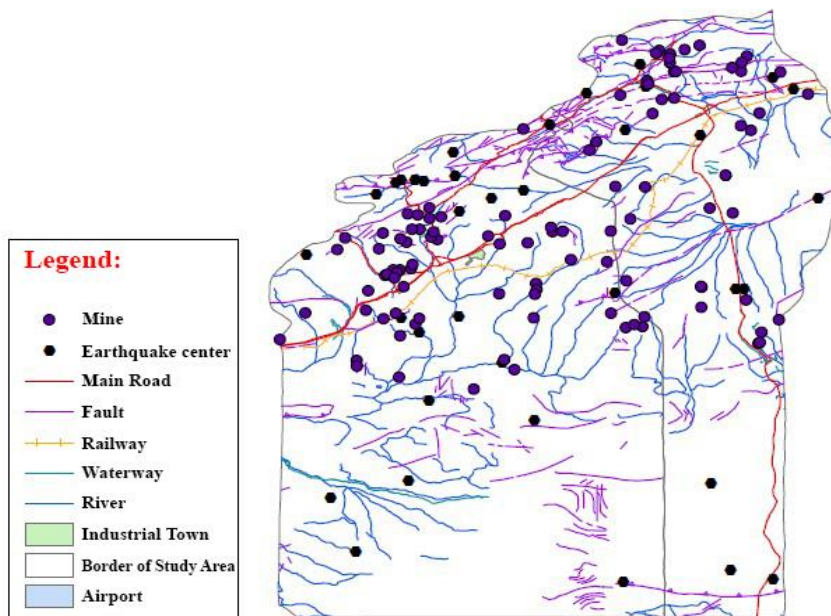 Legend:
Mine
Earthquake center
Main Road
Fault
Railway
Waterway
River
Industrial Town
Border of Study Area
Airport